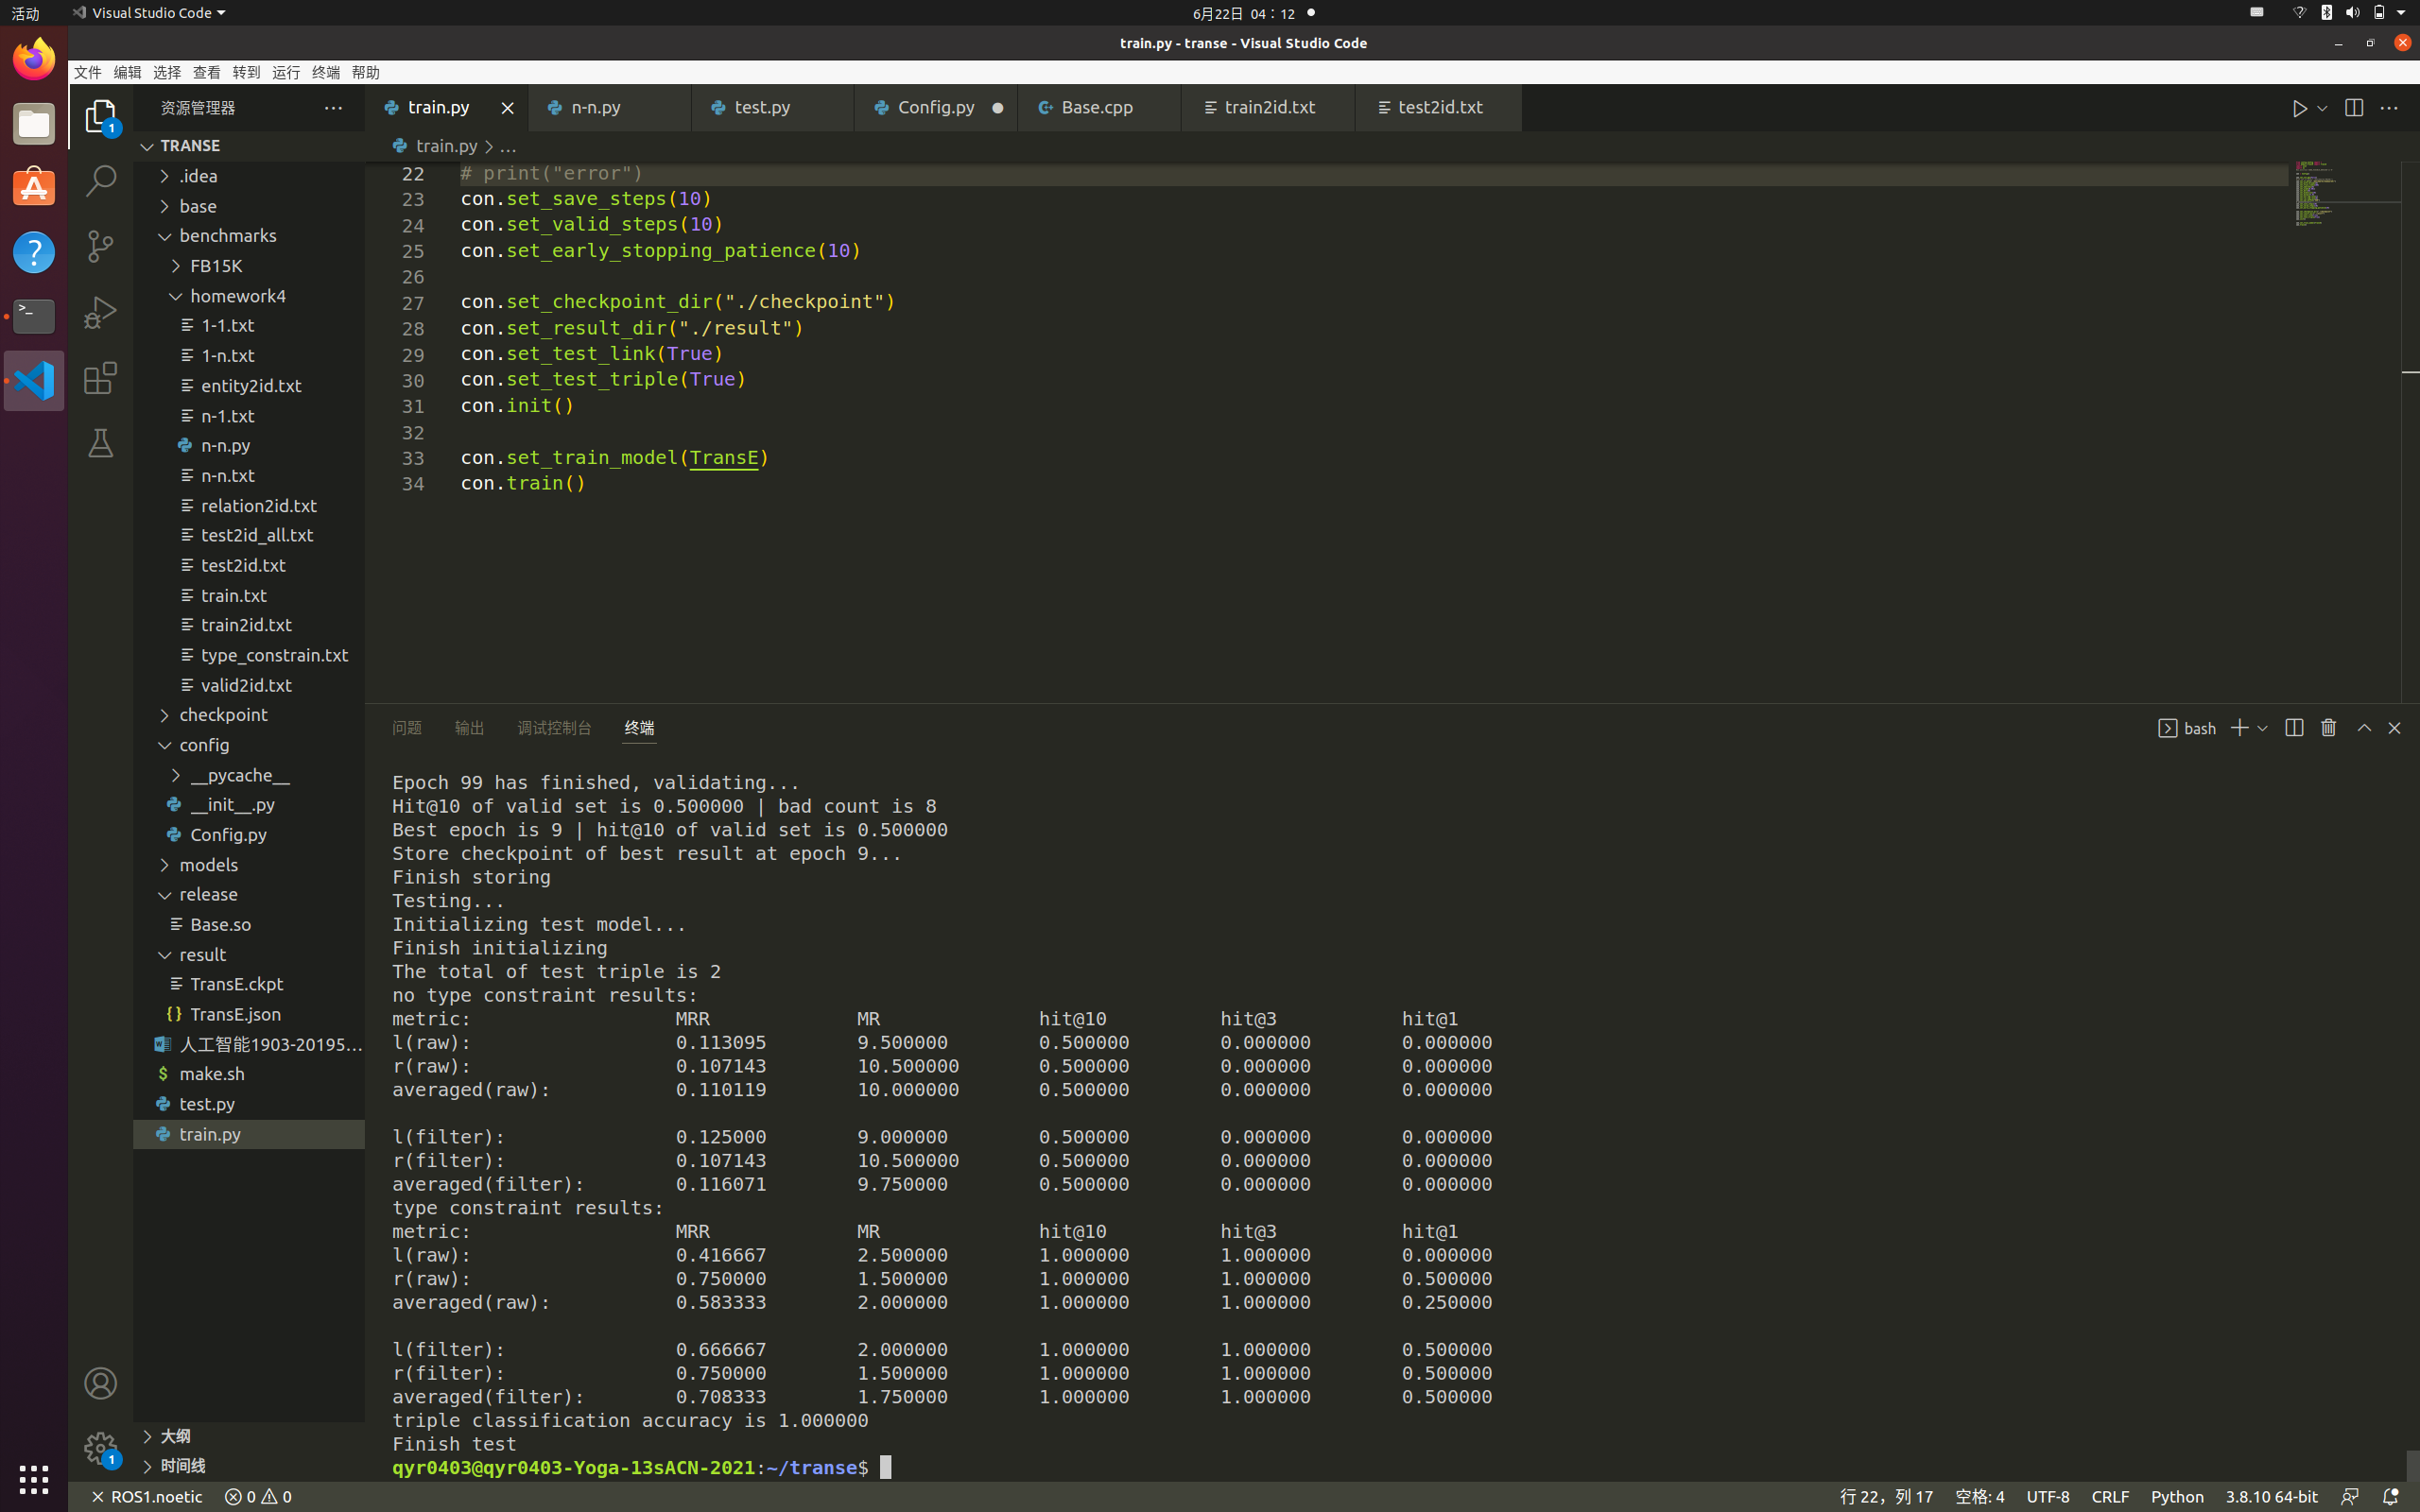 活动 Visual Studio Code 6月22日 04：12
train.py - transe - Visual Studio Code
文件 编辑 选择 查看 转到 运行 终端 帮助
资源管理器 ···
train.py n-n.py test.py Config.py Base.cpp train2id.txt test2id.txt
TRANSE
train.py > ...
.idea
base
benchmarks
FB15K
homework4
1-1.txt
1-n.txt
entity2id.txt
n-1.txt
n-n.py
n-n.txt
relation2id.txt
test2id_all.txt
test2id.txt
train.txt
train2id.txt
type_constrain.txt
valid2id.txt
checkpoint
config
__pycache__
__init__.py
Config.py
models
release
Base.so
result
TransE.ckpt
{} TransE.json
人工智能1903-20195...
$ make.sh
test.py
train.py
大纲
时间线
1
1
22 # print("error")
23 con.set_save_steps(10)
24 con.set_valid_steps(10)
25 con.set_early_stopping_patience(10)
26
27 con.set_checkpoint_dir("./checkpoint")
28 con.set_result_dir("./result")
29 con.set_test_link(True)
30 con.set_test_triple(True)
31 con.init()
32
33 con.set_train_model(TransE)
34 con.train()
问题 输出 调试控制台 终端 bash
Epoch 99 has finished, validating...
Hit@10 of valid set is 0.500000 | bad count is 8
Best epoch is 9 | hit@10 of valid set is 0.500000
Store checkpoint of best result at epoch 9...
Finish storing
Testing...
Initializing test model...
Finish initializing
The total of test triple is 2
no type constraint results:
metric: MRR MR hit@10 hit@3 hit@1
l(raw): 0.113095 9.500000 0.500000 0.000000 0.000000
r(raw): 0.107143 10.500000 0.500000 0.000000 0.000000
averaged(raw): 0.110119 10.000000 0.500000 0.000000 0.000000
l(filter): 0.125000 9.000000 0.500000 0.000000 0.000000
r(filter): 0.107143 10.500000 0.500000 0.000000 0.000000
averaged(filter): 0.116071 9.750000 0.500000 0.000000 0.000000
type constraint results:
metric: MRR MR hit@10 hit@3 hit@1
l(raw): 0.416667 2.500000 1.000000 1.000000 0.000000
r(raw): 0.750000 1.500000 1.000000 1.000000 0.500000
averaged(raw): 0.583333 2.000000 1.000000 1.000000 0.250000
l(filter): 0.666667 2.000000 1.000000 1.000000 0.500000
r(filter): 0.750000 1.500000 1.000000 1.000000 0.500000
averaged(filter): 0.708333 1.750000 1.000000 1.000000 0.500000
triple classification accuracy is 1.000000
Finish test
qyr0403@qyr0403-Yoga-13sACN-2021:~/transe$
ROS1.noetic 0 0 行 22，列 17 空格: 4 UTF-8 CRLF Python 3.8.10 64-bit